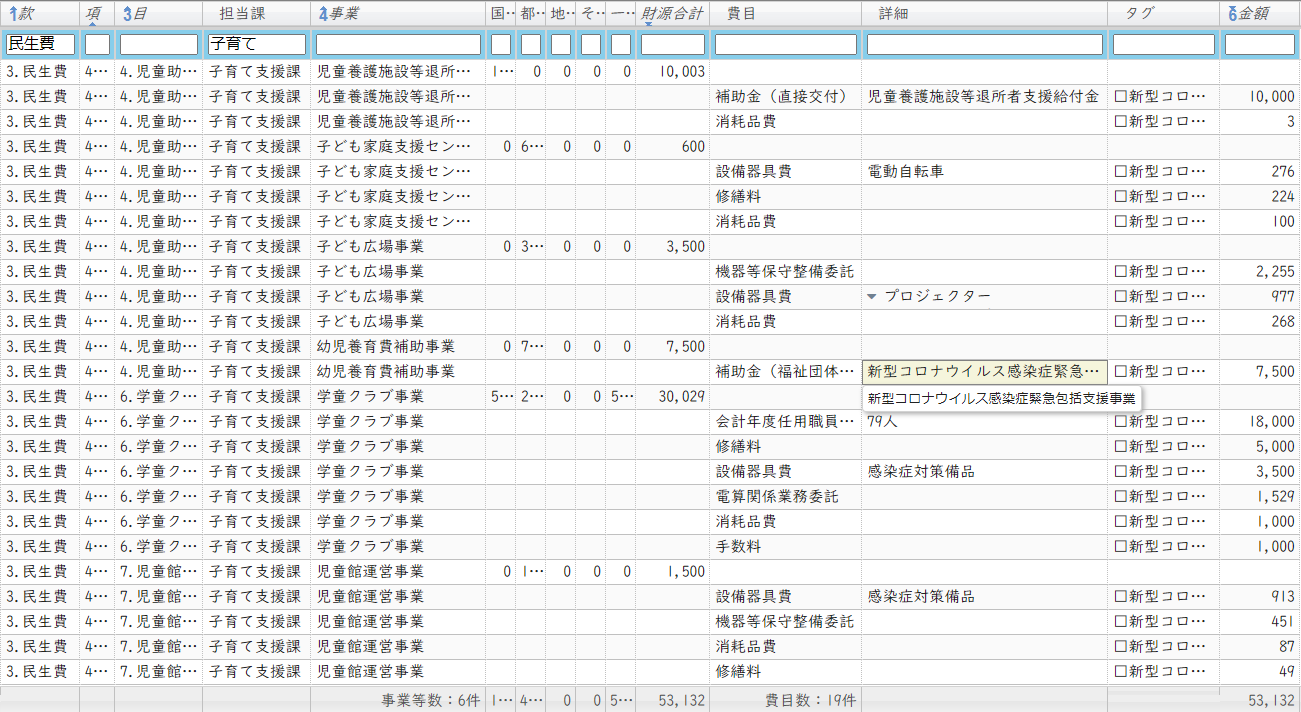 1款 項 3目 担当課 4事業 国‥ 都‥ 地‥ そ‥ 一‥ 財源合計 費目 詳細 タグ 6金額
民生費 子育て
3.民生費 4… 4.児童助… 子育て支援課 児童養護施設等退所… 1… 0 0 0 0 10,003
3.民生費 4… 4.児童助… 子育て支援課 児童養護施設等退所… 補助金（直接交付） 児童養護施設等退所者支援給付金 □新型コロ… 10,000
3.民生費 4… 4.児童助… 子育て支援課 児童養護施設等退所… 消耗品費 □新型コロ… 3
3.民生費 4… 4.児童助… 子育て支援課 子ども家庭支援セン… 0 6… 0 0 0 600
3.民生費 4… 4.児童助… 子育て支援課 子ども家庭支援セン… 設備器具費 電動自転車 □新型コロ… 276
3.民生費 4… 4.児童助… 子育て支援課 子ども家庭支援セン… 修繕料 □新型コロ… 224
3.民生費 4… 4.児童助… 子育て支援課 子ども家庭支援セン… 消耗品費 □新型コロ… 100
3.民生費 4… 4.児童助… 子育て支援課 子ども広場事業 0 3… 0 0 0 3,500
3.民生費 4… 4.児童助… 子育て支援課 子ども広場事業 機器等保守整備委託 □新型コロ… 2,255
3.民生費 4… 4.児童助… 子育て支援課 子ども広場事業 設備器具費 ▼ プロジェクター □新型コロ… 977
3.民生費 4… 4.児童助… 子育て支援課 子ども広場事業 消耗品費 □新型コロ… 268
3.民生費 4… 4.児童助… 子育て支援課 幼児養育費補助事業 0 7… 0 0 0 7,500
3.民生費 4… 4.児童助… 子育て支援課 幼児養育費補助事業 補助金（福祉団体… 新型コロナウイルス感染症緊急… □新型コロ… 7,500
3.民生費 4… 6.学童ク… 子育て支援課 学童クラブ事業 5… 2… 0 0 5… 30,029
新型コロナウイルス感染症緊急包括支援事業
3.民生費 4… 6.学童ク… 子育て支援課 学童クラブ事業 会計年度任用職員… 79人 □新型コロ… 18,000
3.民生費 4… 6.学童ク… 子育て支援課 学童クラブ事業 修繕料 □新型コロ… 5,000
3.民生費 4… 6.学童ク… 子育て支援課 学童クラブ事業 設備器具費 感染症対策備品 □新型コロ… 3,500
3.民生費 4… 6.学童ク… 子育て支援課 学童クラブ事業 電算関係業務委託 □新型コロ… 1,529
3.民生費 4… 6.学童ク… 子育て支援課 学童クラブ事業 消耗品費 □新型コロ… 1,000
3.民生費 4… 6.学童ク… 子育て支援課 学童クラブ事業 手数料 □新型コロ… 1,000
3.民生費 4… 7.児童館… 子育て支援課 児童館運営事業 0 1… 0 0 0 1,500
3.民生費 4… 7.児童館… 子育て支援課 児童館運営事業 設備器具費 感染症対策備品 □新型コロ… 913
3.民生費 4… 7.児童館… 子育て支援課 児童館運営事業 機器等保守整備委託 □新型コロ… 451
3.民生費 4… 7.児童館… 子育て支援課 児童館運営事業 消耗品費 □新型コロ… 87
3.民生費 4… 7.児童館… 子育て支援課 児童館運営事業 修繕料 □新型コロ… 49
事業等数：6件 1… 4… 0 0 5… 53,132 費目数：19件 53,132